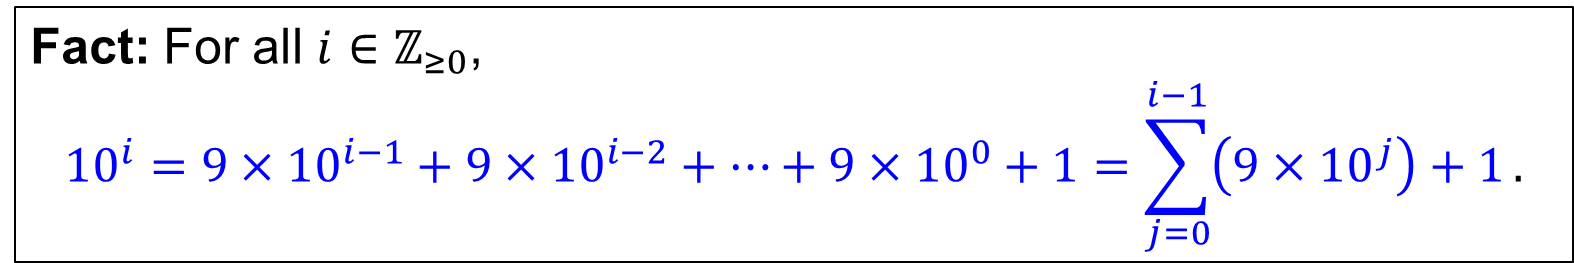 Fact: For all 𝑖 ∈ ℤ≥0,
10^𝑖 = 9 × 10^{𝑖−1} + 9 × 10^{𝑖−2} + ⋯ + 9 × 10^0 + 1 = ∑_{𝑗=0}^{𝑖−1} (9 × 10^𝑗) + 1 .